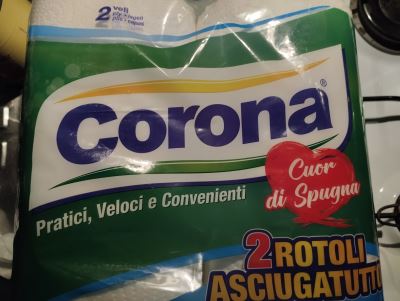 2 veli
Corona®
Pratici, Veloci e Convenienti
Cuor
di Spugna
2 ROTOLI
ASCIUGATUTTO